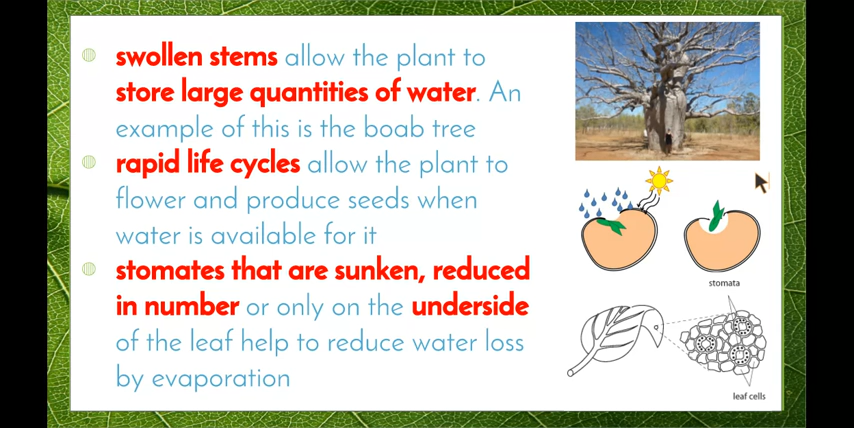 swollen stems allow the plant to
store large quantities of water. An
example of this is the boab tree
rapid life cycles allow the plant to
flower and produce seeds when
water is available for it
stomates that are sunken, reduced
in number or only on the underside
of the leaf help to reduce water loss
by evaporation
stomata
leaf cells